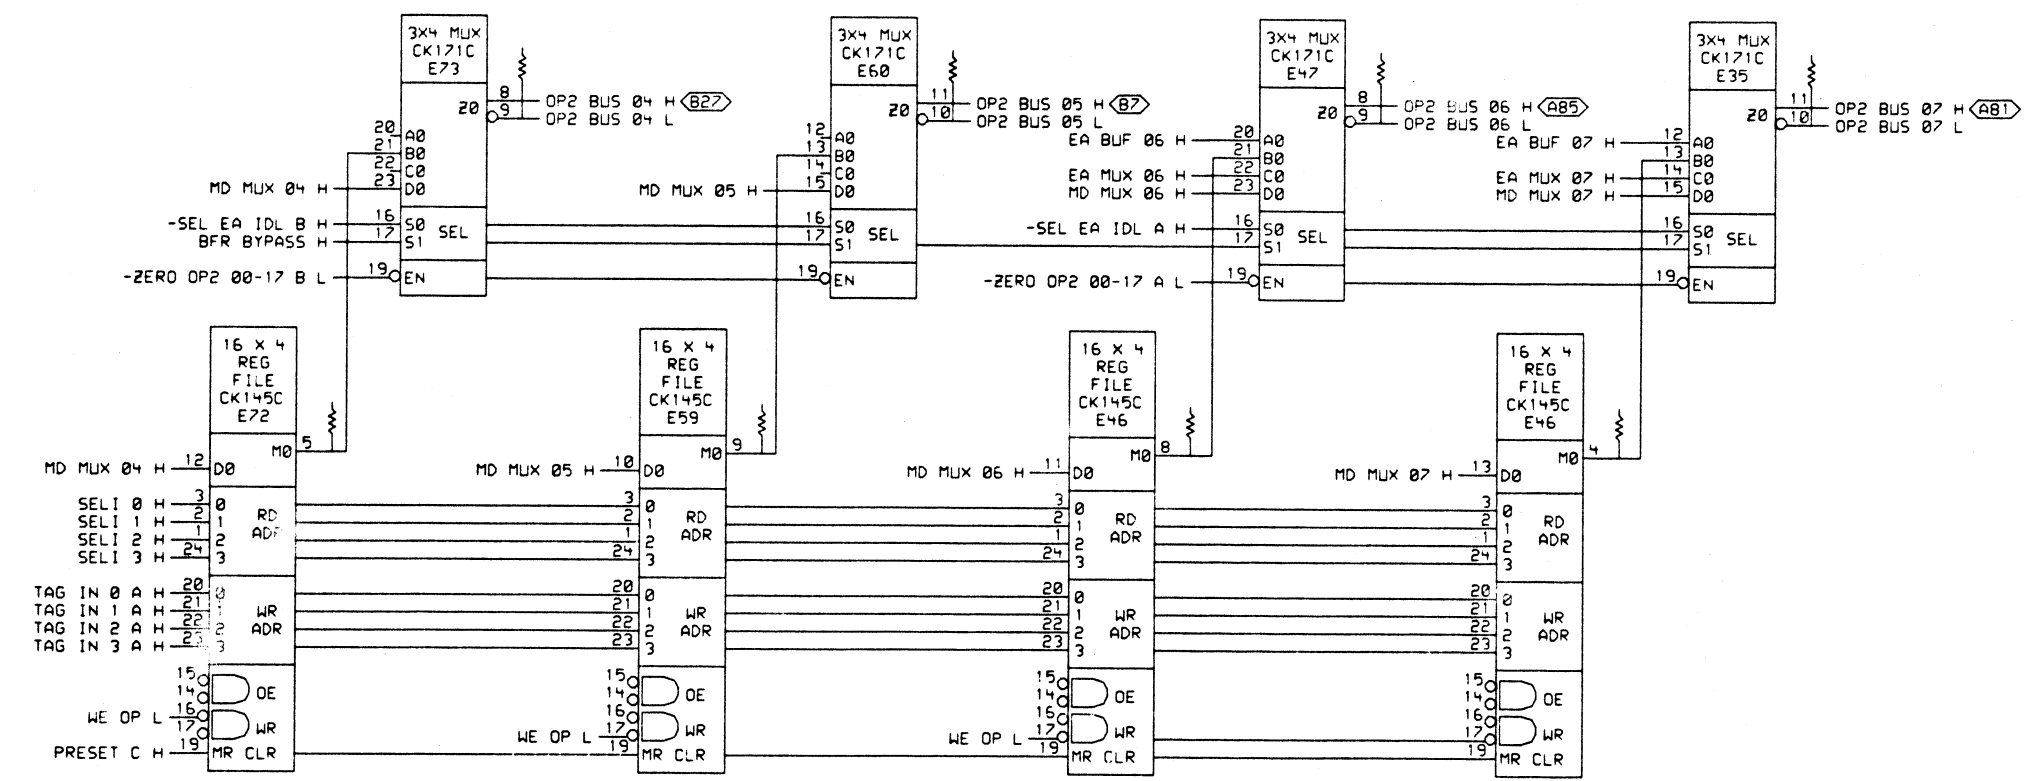 3X4 MUX
CK171C
E73
Z0
8
9
OP2 BUS 04 H B27
OP2 BUS 04 L
20
21
22
23
A0
B0
C0
D0
MD MUX 04 H
-SEL EA IDL B H
BFR BYPASS H
16
17
S0
S1
SEL
-ZERO OP2 00-17 B L
19
EN
3X4 MUX
CK171C
E60
Z0
11
10
OP2 BUS 05 H B7
OP2 BUS 05 L
12
13
14
15
A0
B0
C0
D0
MD MUX 05 H
16
17
S0
S1
SEL
19
EN
3X4 MUX
CK171C
E47
Z0
8
9
OP2 BUS 06 H A85
OP2 BUS 06 L
EA BUF 06 H
EA MUX 06 H
MD MUX 06 H
20
21
22
23
A0
B0
C0
D0
-SEL EA IDL A H
16
17
S0
S1
SEL
-ZERO OP2 00-17 A L
19
EN
3X4 MUX
CK171C
E35
Z0
11
10
OP2 BUS 07 H A81
OP2 BUS 07 L
EA BUF 07 H
EA MUX 07 H
MD MUX 07 H
12
13
14
15
A0
B0
C0
D0
16
17
S0
S1
SEL
19
EN
16 X 4
REG
FILE
CK145C
E72
M0
5
MD MUX 04 H
12
D0
SELI 0 H
SELI 1 H
SELI 2 H
SELI 3 H
3
2
1
24
0
1
2
3
RD
ADR
TAG IN 0 A H
TAG IN 1 A H
TAG IN 2 A H
TAG IN 3 A H
20
21
22
23
0
1
2
3
WR
ADR
15
14
OE
WE OP L
16
17
WR
PRESET C H
19
MR CLR
16 X 4
REG
FILE
CK145C
E59
M0
9
MD MUX 05 H
10
D0
3
2
1
24
0
1
2
3
RD
ADR
20
21
22
23
0
1
2
3
WR
ADR
15
14
OE
16
17
WR
WE OP L
19
MR CLR
16 X 4
REG
FILE
CK145C
E46
M0
8
MD MUX 06 H
11
D0
3
2
1
24
0
1
2
3
RD
ADR
20
21
22
23
0
1
2
3
WR
ADR
15
14
OE
16
17
WR
WE OP L
19
MR CLR
16 X 4
REG
FILE
CK145C
E46
M0
4
MD MUX 07 H
13
D0
3
2
1
24
0
1
2
3
RD
ADR
20
21
22
23
0
1
2
3
WR
ADR
15
14
OE
16
17
WR
19
MR CLR